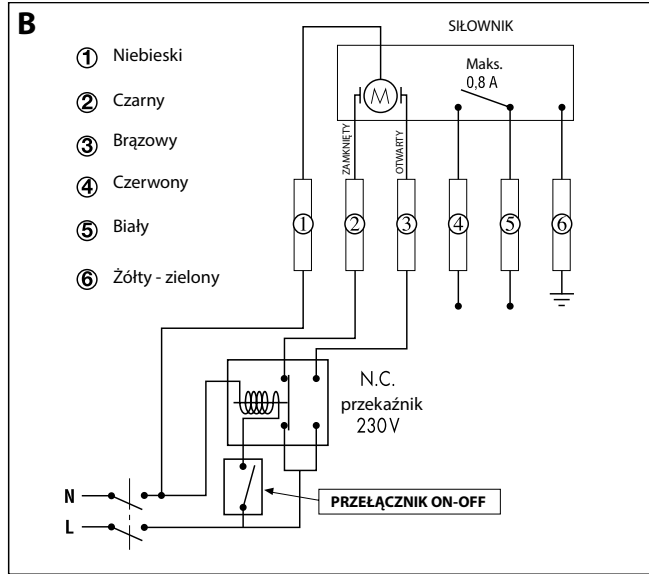 B
SIŁOWNIK
1 Niebieski
2 Czarny
3 Brązowy
4 Czerwony
5 Biały
6 Żółty - zielony
Maks.
0,8 A
M
ZAMKNIĘTY
OTWARTY
1 2 3 4 5 6
N.C.
przekaźnik
230V
N
L
PRZEŁĄCZNIK ON-OFF